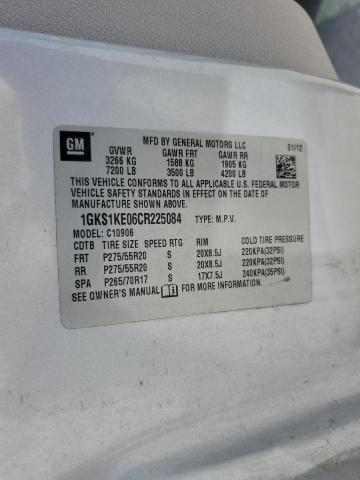 GM
MFD BY GENERAL MOTORS LLC 01/12
GVWR GAWR FRT GAWR RR
3266 KG 1588 KG 1905 KG
7200 LB 3500 LB 4200 LB
THIS VEHICLE CONFORMS TO ALL APPLICABLE U.S. FEDERAL MOTOR
VEHICLE SAFETY STANDARDS IN EFFECT ON THE DATE OF
MANUFACTURE SHOWN ABOVE.
1GKS1KE06CR225084 TYPE: M.P.V.
MODEL: C10906
CDTB TIRE SIZE SPEED RTG RIM COLD TIRE PRESSURE
FRT P275/55R20 S 20X8.5J 220KPA(32PSI)
RR P275/55R20 S 20X8.5J 220KPA(32PSI)
SPA P265/70R17 S 17X7.5J 240KPA(35PSI)
SEE OWNER'S MANUAL FOR MORE INFORMATION.